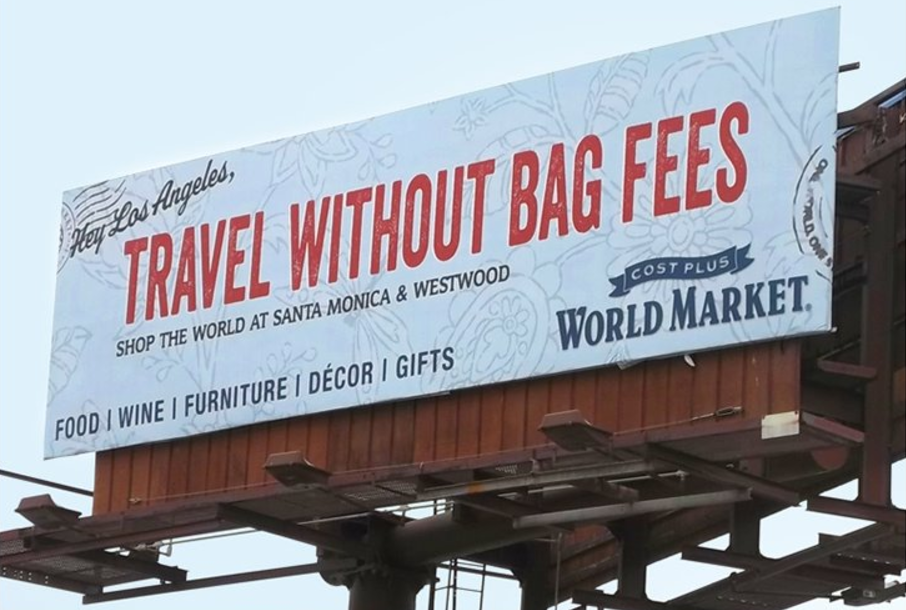 Hey Los Angeles,
TRAVEL WITHOUT BAG FEES
SHOP THE WORLD AT SANTA MONICA & WESTWOOD
COST PLUS
WORLD MARKET.
FOOD | WINE | FURNITURE | DÉCOR | GIFTS